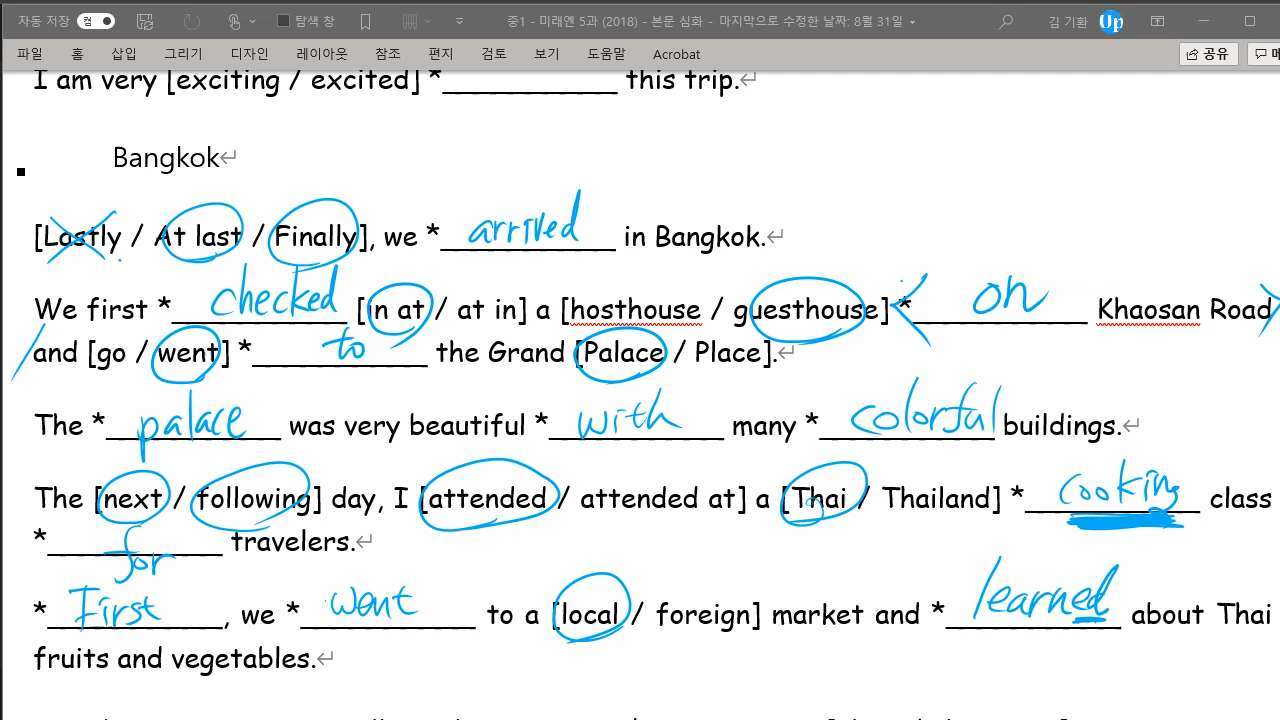 자동 저장 켬 탐색 창 중1 - 미래엔 5과 (2018) - 본문 심화 - 마지막으로 수정한 날짜: 8월 31일 김 기환 Up
파일 홈 삽입 그리기 디자인 레이아웃 참조 편지 검토 보기 도움말 Acrobat 공유
I am very [exciting / excited] *____________ this trip.
Bangkok
[Lastly / At last / Finally], we * arrived in Bangkok.
We first * checked [in at / at in] a [hosthouse / guesthouse] < * on Khaosan Road >
/ and [go / went] * to the Grand [Palace / Place].
The * palace was very beautiful * with many * colorful buildings.
The [next / following] day, I [attended / attended at] a [Thai / Thailand] * cooking class
* for travelers.
* First, we * went to a [local / foreign] market and * learned about Thai
fruits and vegetables.